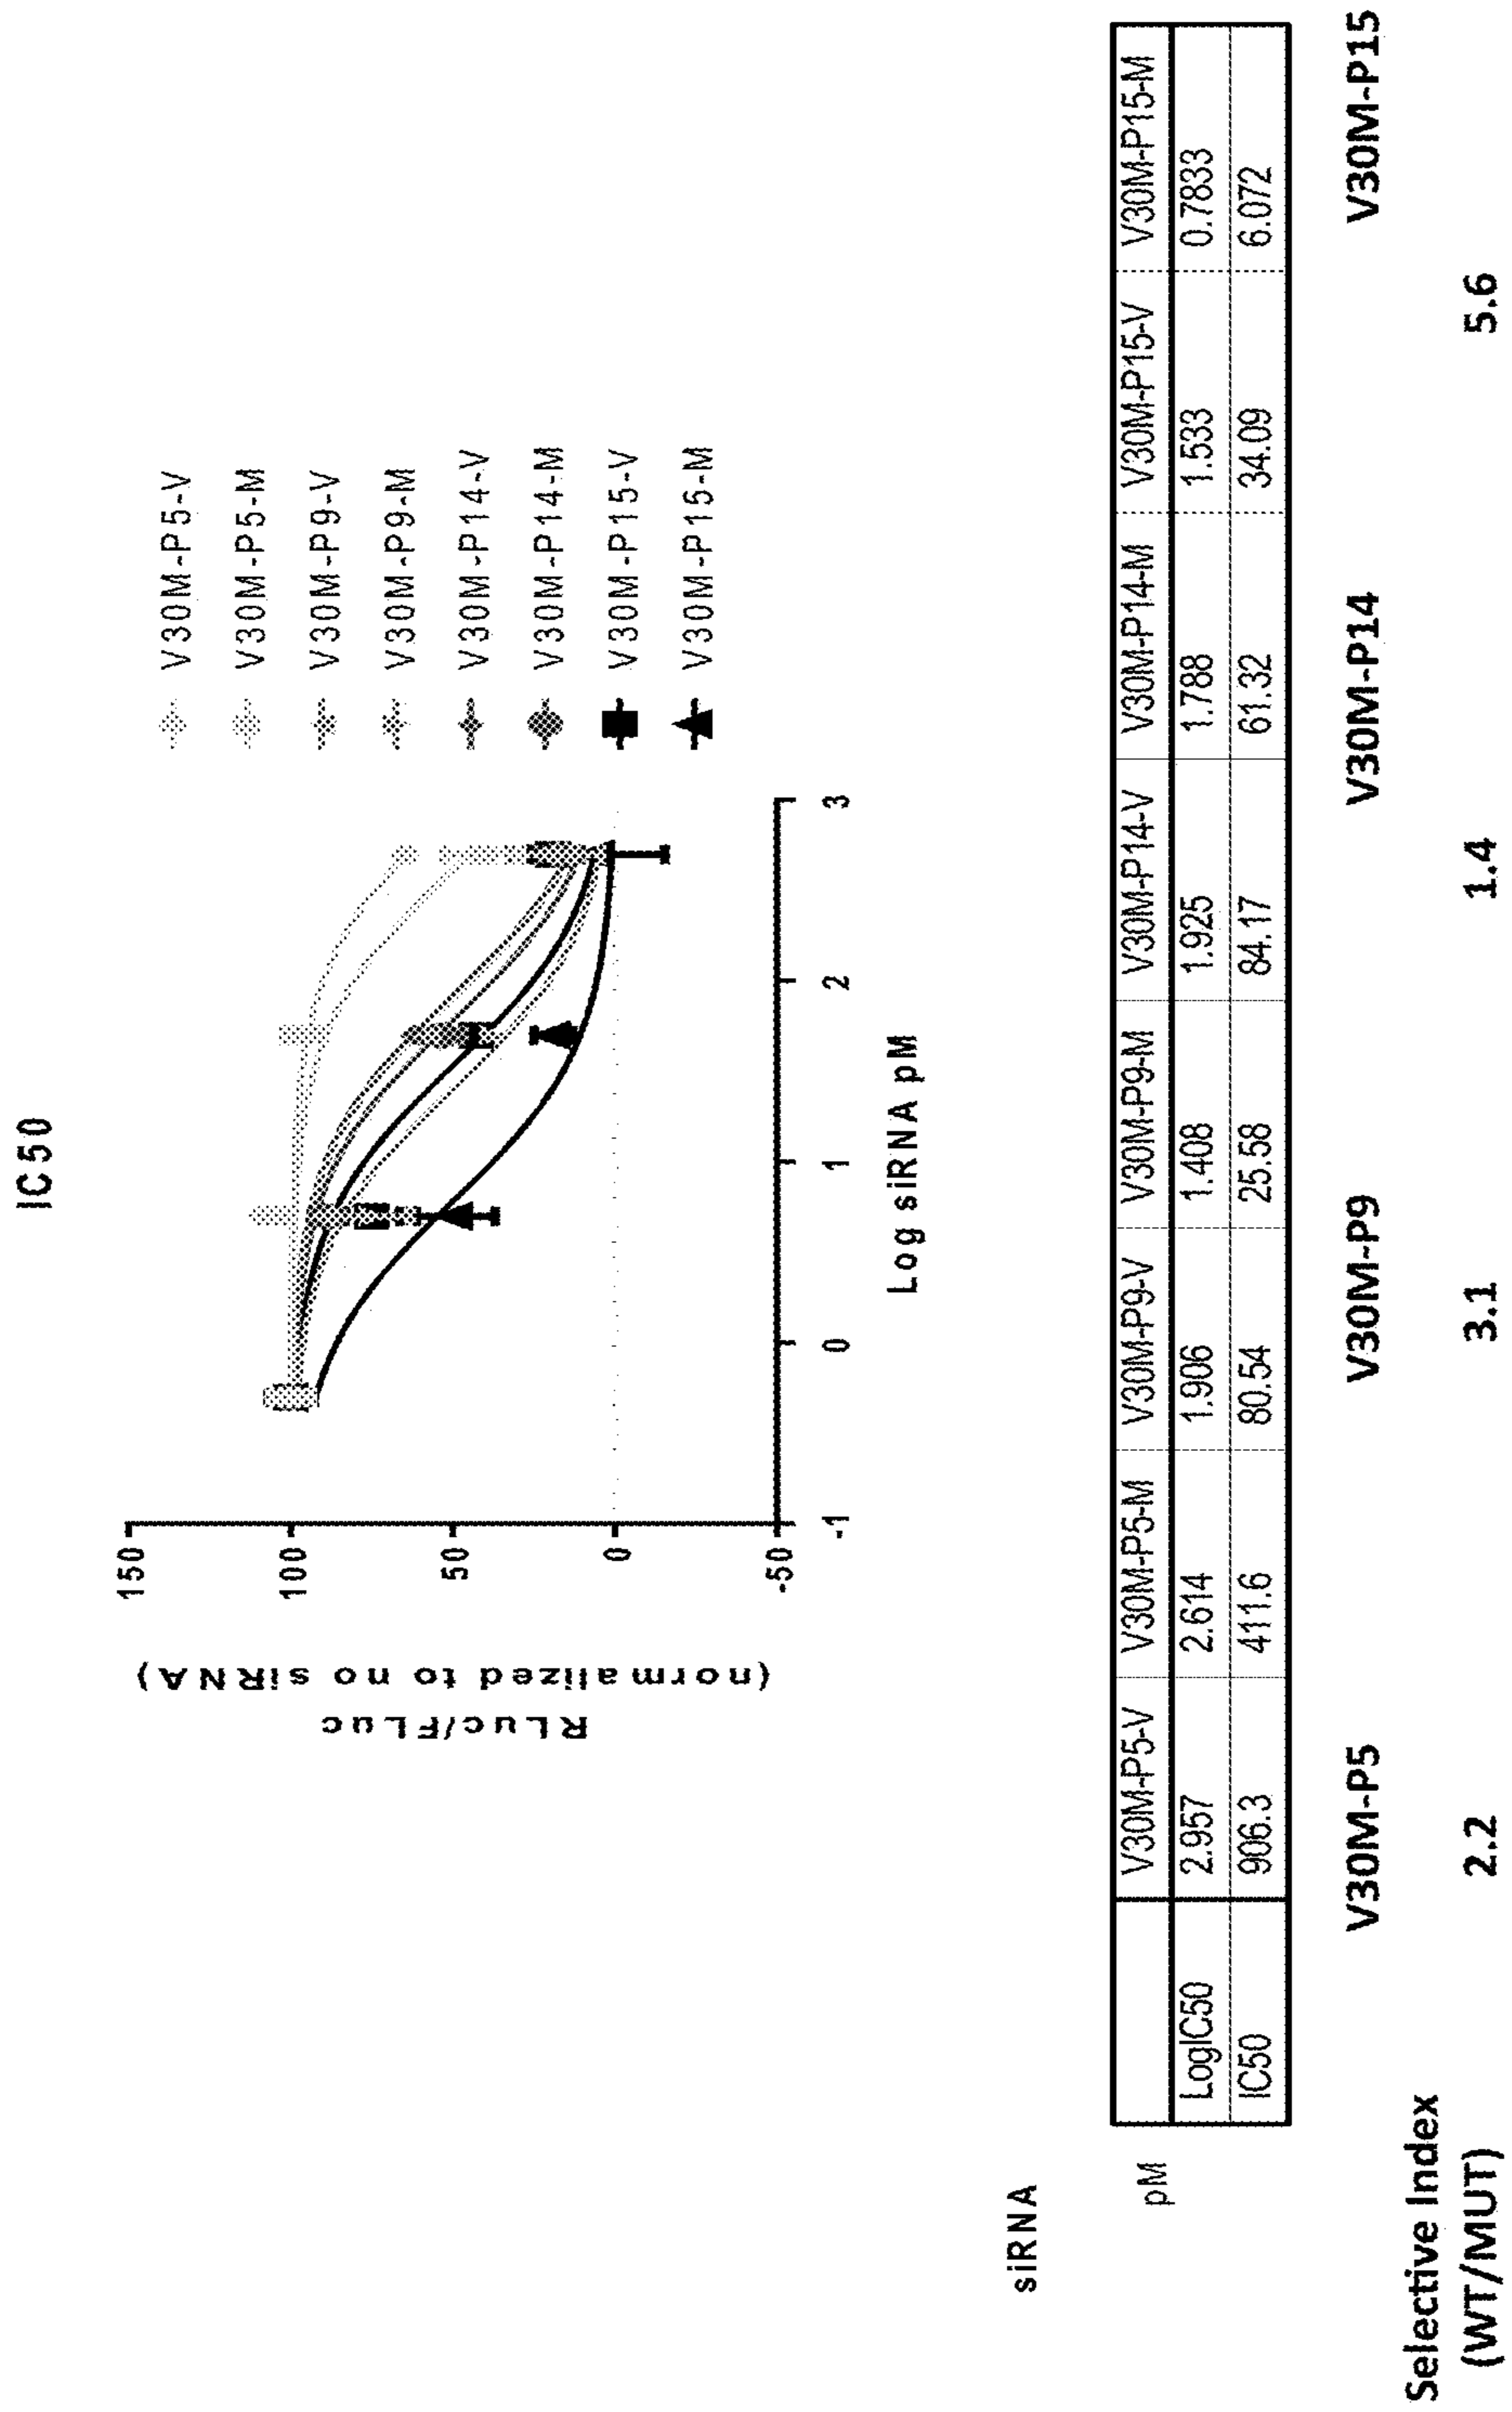 IC50
RLuc/FLuc
(normalized to no siRNA)
150
100
50
0
-50
-1
0
1
2
3
Log siRNA pM
V30M-P5-V
V30M-P5-M
V30M-P9-V
V30M-P9-M
V30M-P14-V
V30M-P14-M
V30M-P15-V
V30M-P15-M
siRNA
pM
V30M-P5-V V30M-P5-M V30M-P9-V V30M-P9-M V30M-P14-V V30M-P14-M V30M-P15-V V30M-P15-M
LogIC50 2.957 2.614 1.906 1.408 1.925 1.788 1.533 0.7833
IC50 906.3 411.6 80.54 25.58 84.17 61.32 34.09 6.072
V30M-P5 V30M-P9 V30M-P14 V30M-P15
Selective Index
(WT/MUT) 2.2 3.1 1.4 5.6